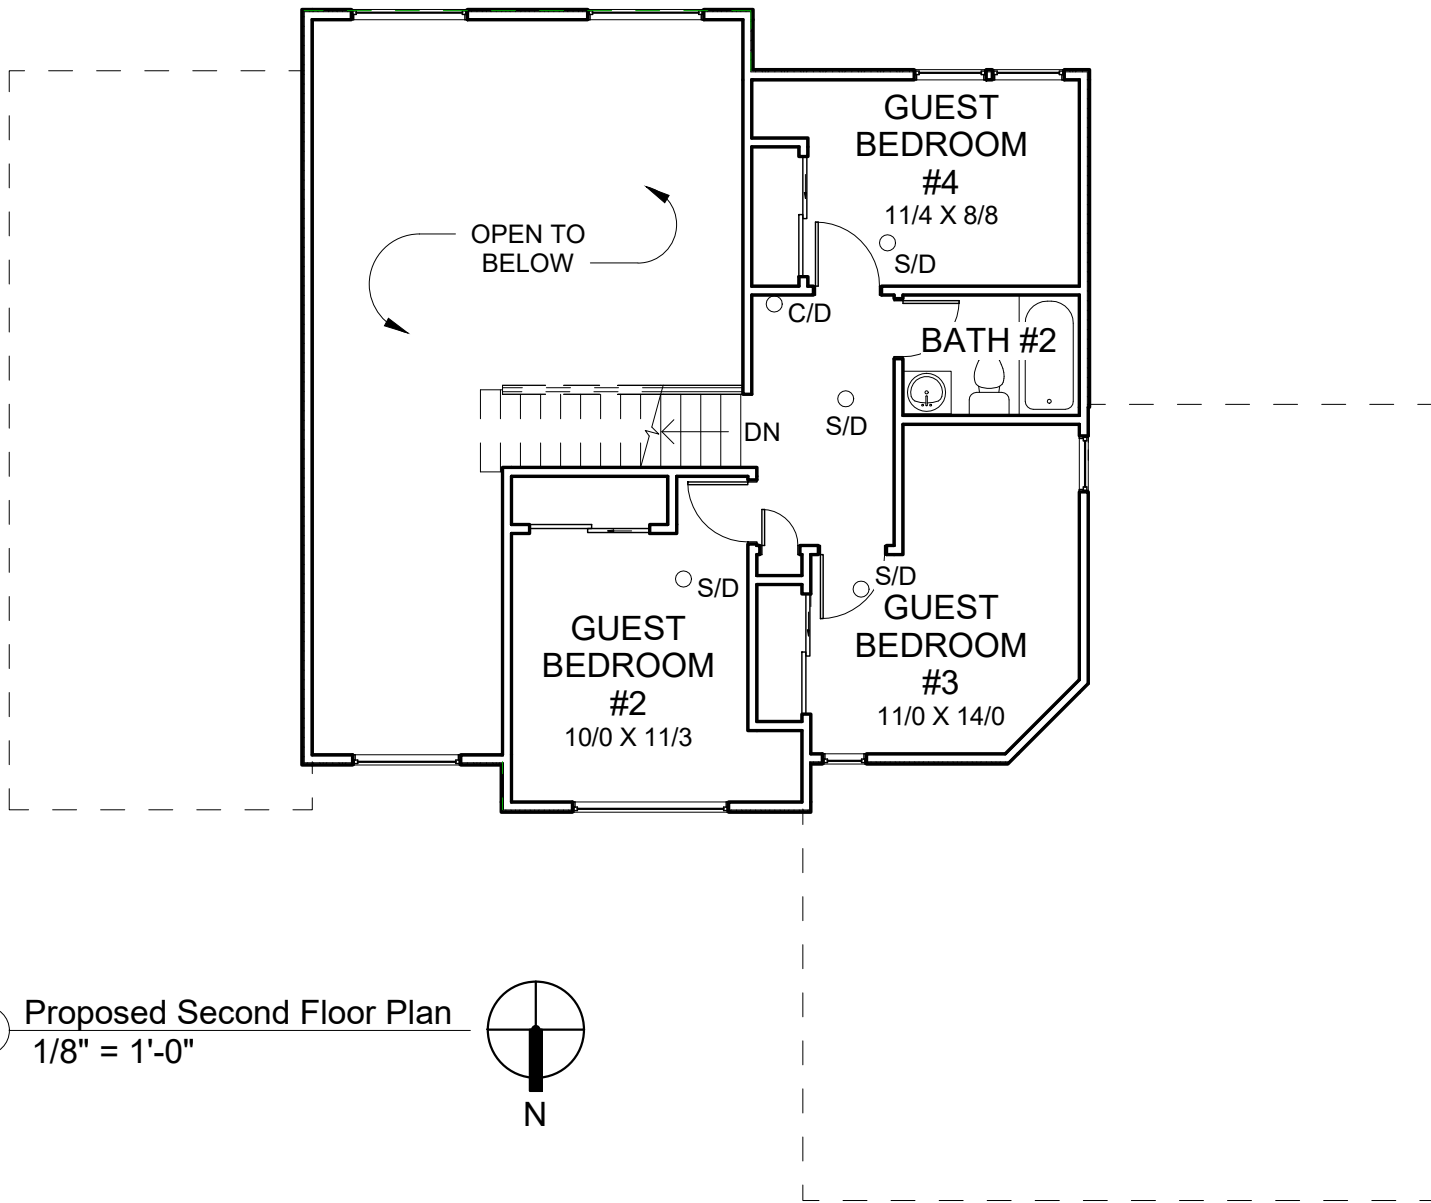 GUEST
BEDROOM
#4
11/4 X 8/8
S/D
OPEN TO
BELOW
C/D
BATH #2
S/D
DN
S/D
GUEST
BEDROOM
#2
10/0 X 11/3
S/D
GUEST
BEDROOM
#3
11/0 X 14/0
Proposed Second Floor Plan
1/8" = 1'-0"
N